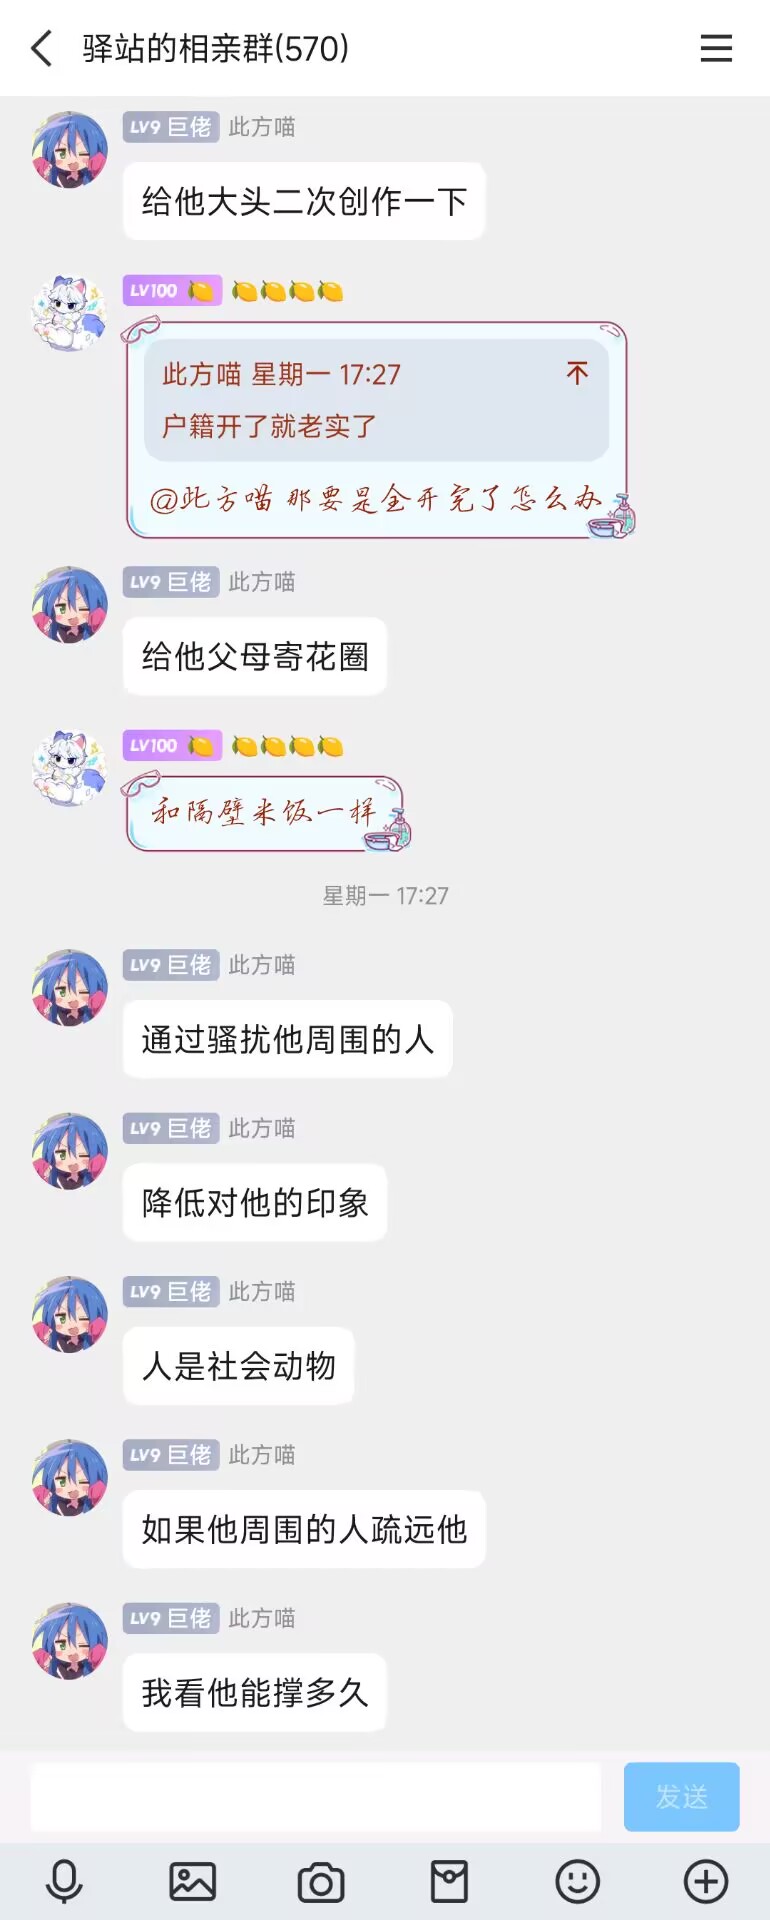 驿站的相亲群(570)
LV9 巨佬 此方喵
给他大头二次创作一下
LV100 🍋 🍋🍋🍋🍋
此方喵 星期一 17:27
户籍开了就老实了
@此方喵 那要是全开完了怎么办
LV9 巨佬 此方喵
给他父母寄花圈
LV100 🍋 🍋🍋🍋🍋
和隔壁米饭一样
星期一 17:27
LV9 巨佬 此方喵
通过骚扰他周围的人
LV9 巨佬 此方喵
降低对他的印象
LV9 巨佬 此方喵
人是社会动物
LV9 巨佬 此方喵
如果他周围的人疏远他
LV9 巨佬 此方喵
我看他能撑多久
发送